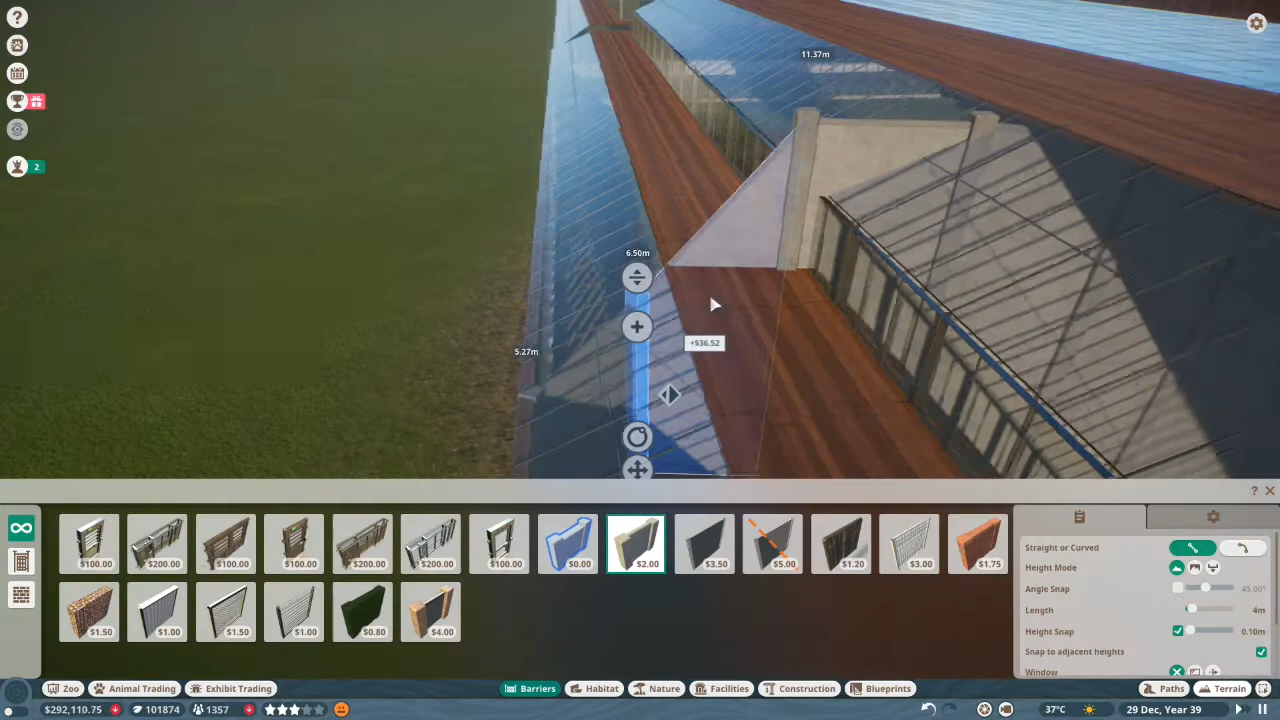 11.37m
2
6.50m
+$36.52
5.27m
?
$100.00
$200.00
$100.00
$100.00
$200.00
$200.00
$100.00
$0.00
$2.00
$3.50
$5.00
$1.20
$3.00
$1.75
$1.50
$1.00
$1.50
$1.00
$0.80
$4.00
Straight or Curved
Height Mode
Angle Snap
45.00°
Length
4m
Height Snap
0.10m
Snap to adjacent heights
Window
Zoo
Animal Trading
Exhibit Trading
Barriers
Habitat
Nature
Facilities
Construction
Blueprints
Paths
Terrain
$292,110.75
101874
1357
37°C
29 Dec, Year 39